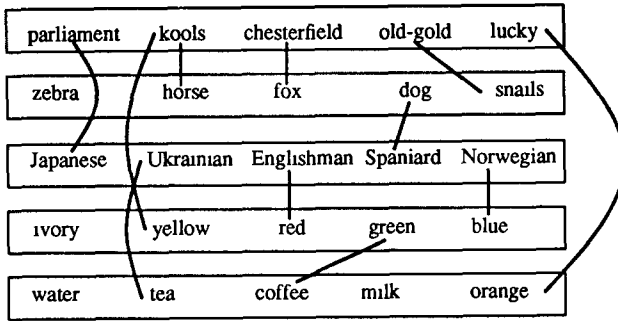 parliament kools chesterfield old-gold lucky
zebra horse fox dog snails
Japanese Ukrainian Englishman Spaniard Norwegian
ivory yellow red green blue
water tea coffee milk orange